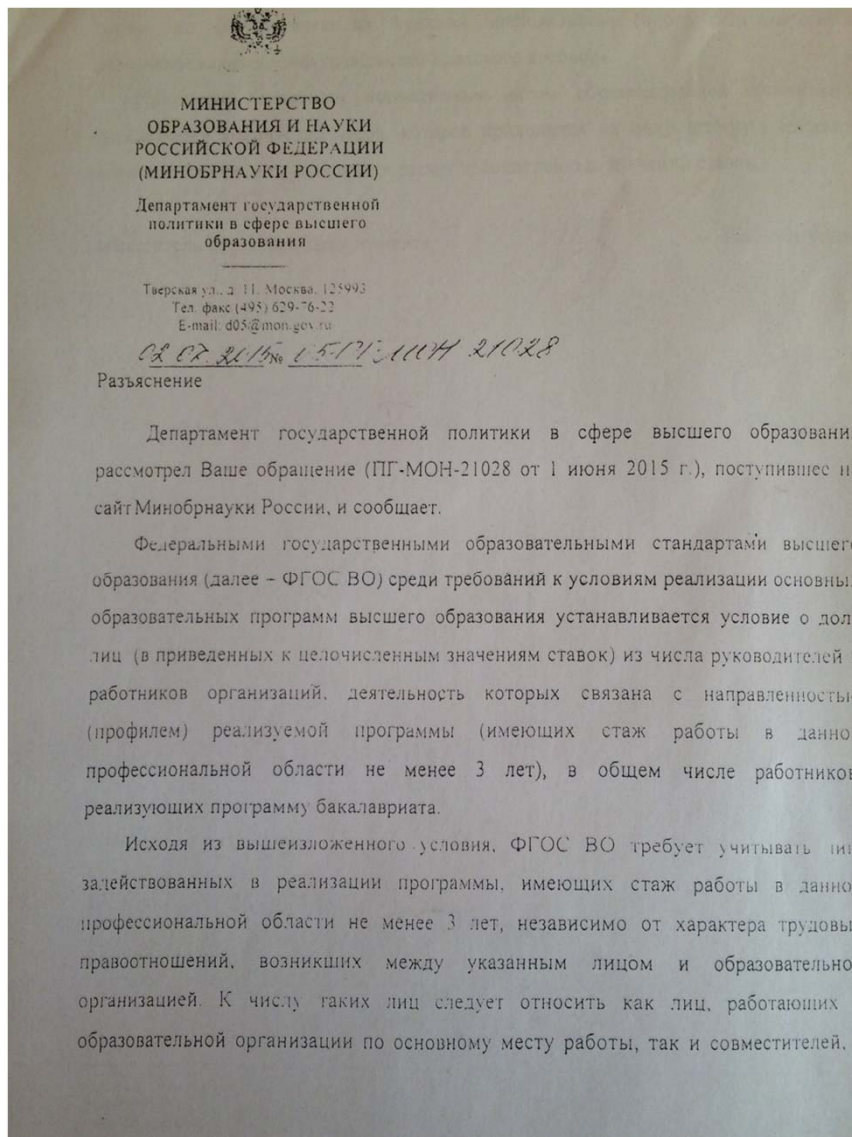 МИНИСТЕРСТВО
ОБРАЗОВАНИЯ И НАУКИ
РОССИЙСКОЙ ФЕДЕРАЦИИ
(МИНОБРНАУКИ РОССИИ)
Департамент государственной
политики в сфере высшего
образования
Тверская ул., д. 11, Москва, 125993
Тел. факс (495) 629-76-22
E-mail: d05@mon.gov.ru
02 07. 2015 № 21028
Разъяснение
Департамент государственной политики в сфере высшего образовани
рассмотрел Ваше обращение (ПГ-МОН-21028 от 1 июня 2015 г.), поступившее н
сайт Минобрнауки России, и сообщает.
Федеральными государственными образовательными стандартами высшег
образования (далее – ФГОС ВО) среди требований к условиям реализации основны
образовательных программ высшего образования устанавливается условие о дол
лиц (в приведенных к целочисленным значениям ставок) из числа руководителей
работников организаций, деятельность которых связана с направленность
(профилем) реализуемой программы (имеющих стаж работы в данно
профессиональной области не менее 3 лет), в общем числе работников
реализующих программу бакалавриата.
Исходя из вышеизложенного условия, ФГОС ВО требует учитывать ли
задействованных в реализации программы, имеющих стаж работы в данно
профессиональной области не менее 3 лет, независимо от характера трудовы
правоотношений, возникших между указанным лицом и образовательно
организацией. К числу таких лиц следует относить как лиц, работающих
образовательной организации по основному месту работы, так и совместителей,